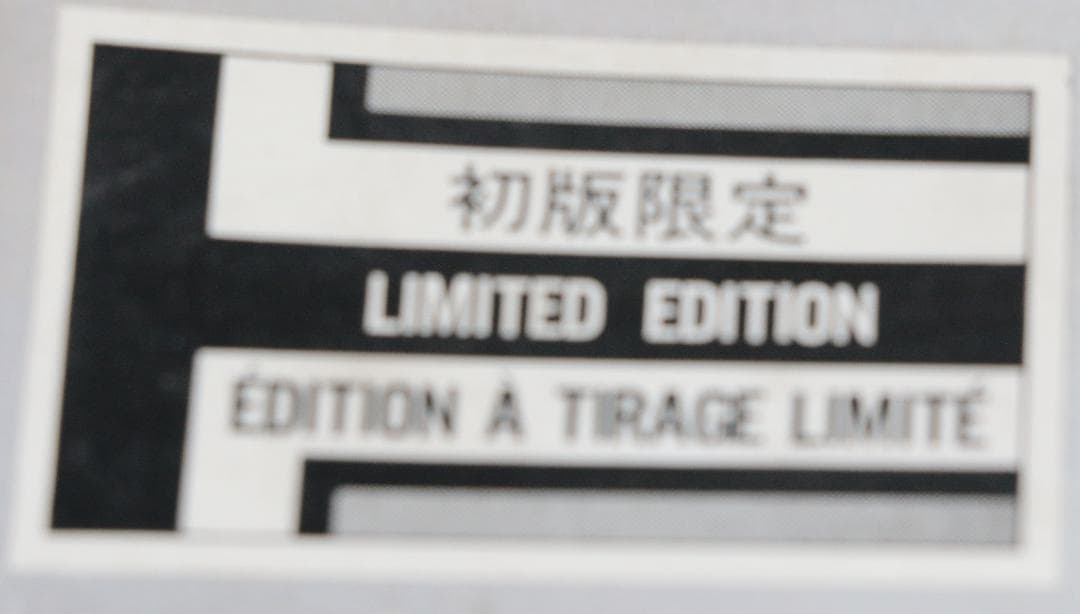 初版限定
LIMITED EDITION
ÉDITION À TIRAGE LIMITÉ